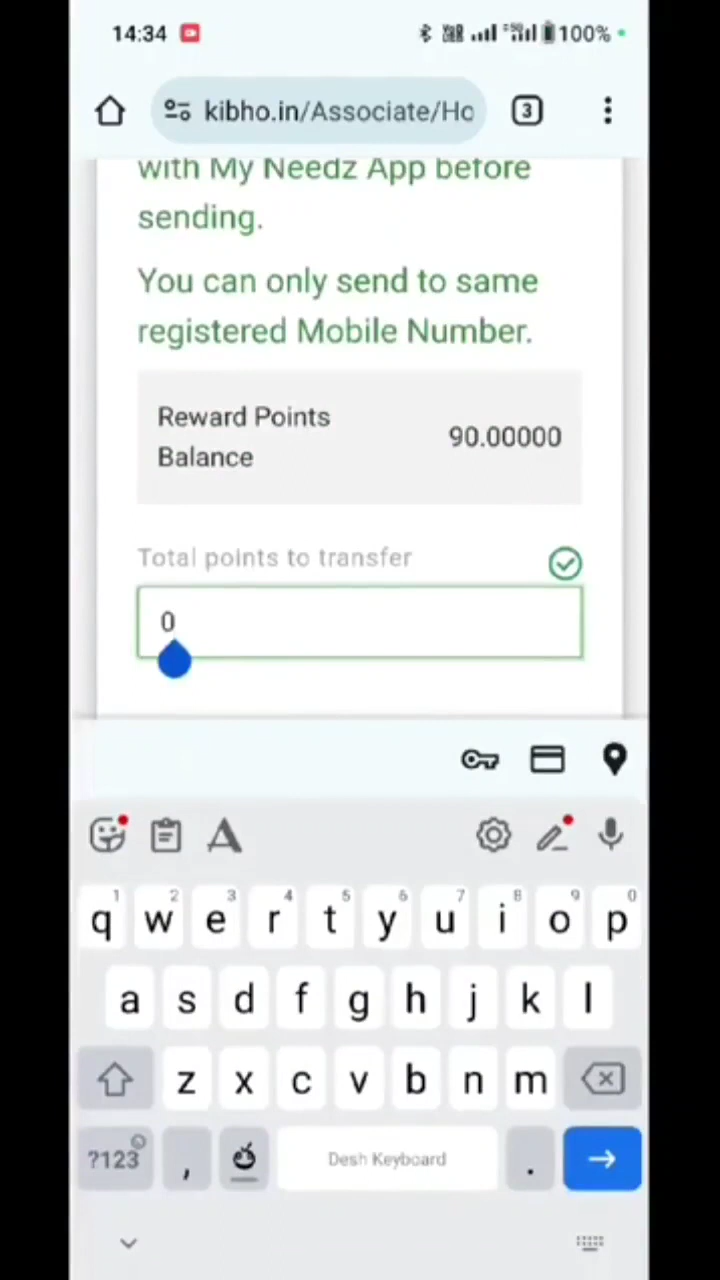 14:34 100%
kibho.in/Associate/Ho 3
with My Needz App before
sending.
You can only send to same
registered Mobile Number.
Reward Points
Balance
90.00000
Total points to transfer
0
1 2 3 4 5 6 7 8 9 0
q w e r t y u i o p
a s d f g h j k l
z x c v b n m
?123 , Desh Keyboard .